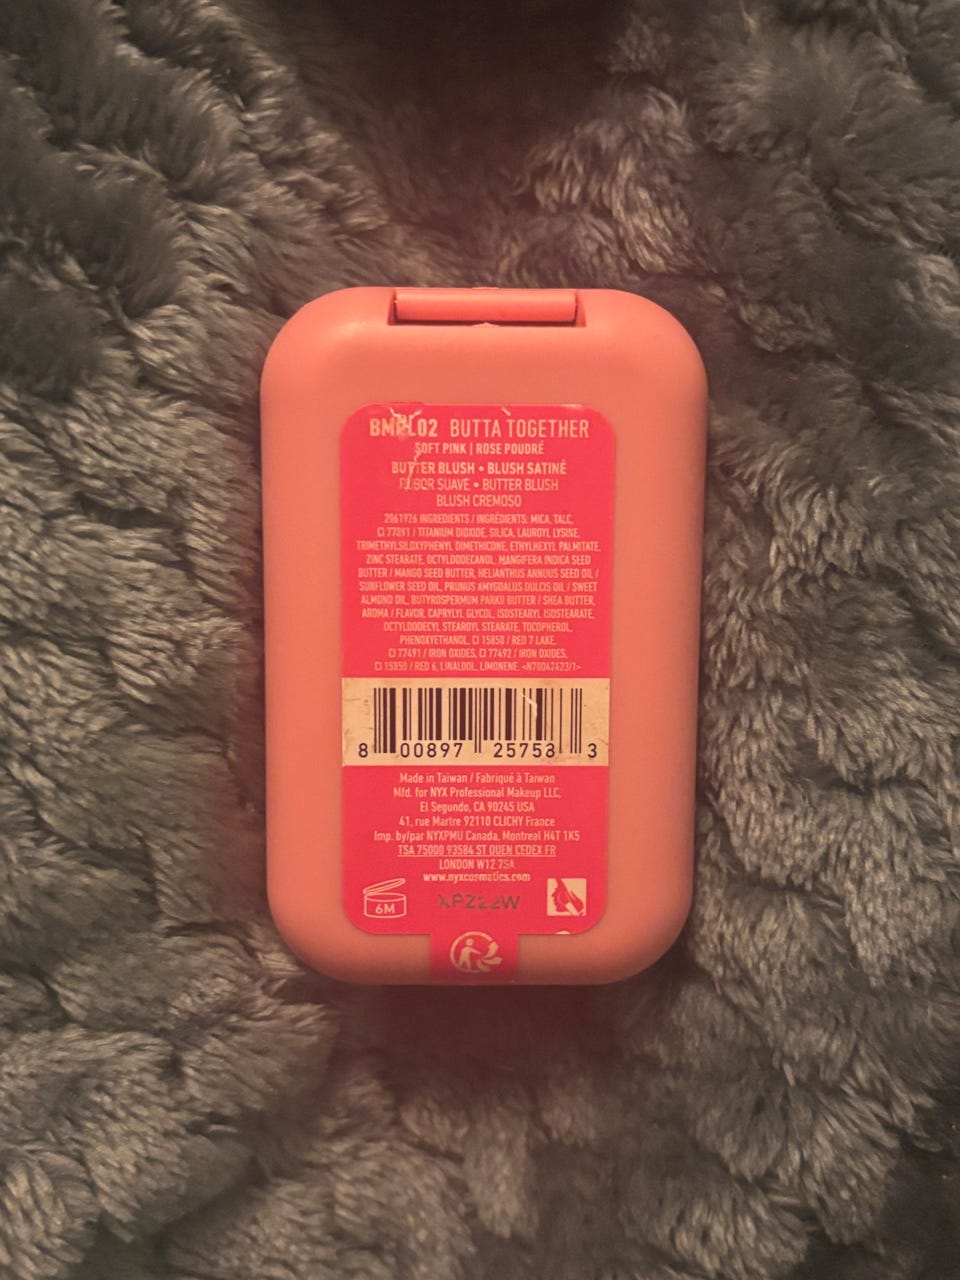 BMBL02 BUTTA TOGETHER
SOFT PINK | ROSE POUDRÉ
BUTTER BLUSH • BLUSH SATINÉ
RUBOR SUAVE • BUTTER BLUSH
BLUSH CREMOSO
2061926 INGREDIENTS / INGRÉDIENTS: MICA, TALC,
CI 77891 / TITANIUM DIOXIDE, SILICA, LAUROYL LYSINE,
TRIMETHYLSILOXYPHENYL DIMETHICONE, ETHYLHEXYL PALMITATE,
ZINC STEARATE, OCTYLDODECANOL, MANGIFERA INDICA SEED
BUTTER / MANGO SEED BUTTER, HELIANTHUS ANNUUS SEED OIL /
SUNFLOWER SEED OIL, PRUNUS AMYGDALUS DULCIS OIL / SWEET
ALMOND OIL, BUTYROSPERMUM PARKII BUTTER / SHEA BUTTER,
AROMA / FLAVOR, CAPRYLYL GLYCOL, ISOSTEARYL ISOSTEARATE,
OCTYLDODECYL STEAROYL STEARATE, TOCOPHEROL,
PHENOXYETHANOL, CI 15850 / RED 7 LAKE,
CI 77491 / IRON OXIDES, CI 77492 / IRON OXIDES,
CI 15850 / RED 6, LINALOOL, LIMONENE. <N70042423/1>
8 00897 25753 3
Made in Taiwan / Fabriqué à Taiwan
Mfd. for NYX Professional Makeup LLC,
El Segundo, CA 90245 USA
41, rue Martre 92110 CLICHY France
Imp. by/par NYXPMU Canada, Montreal H4T 1K5
TSA 75000 93584 ST OUEN CEDEX FR
LONDON W12 7SA
www.nyxcosmetics.com
6M